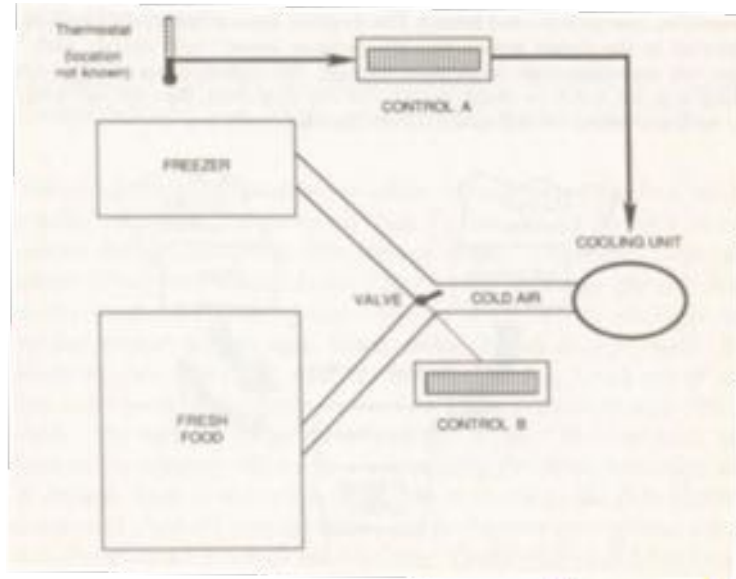 Thermostat
(location
not known)
CONTROL A
FREEZER
COOLING UNIT
VALVE
COLD AIR
FRESH
FOOD
CONTROL B